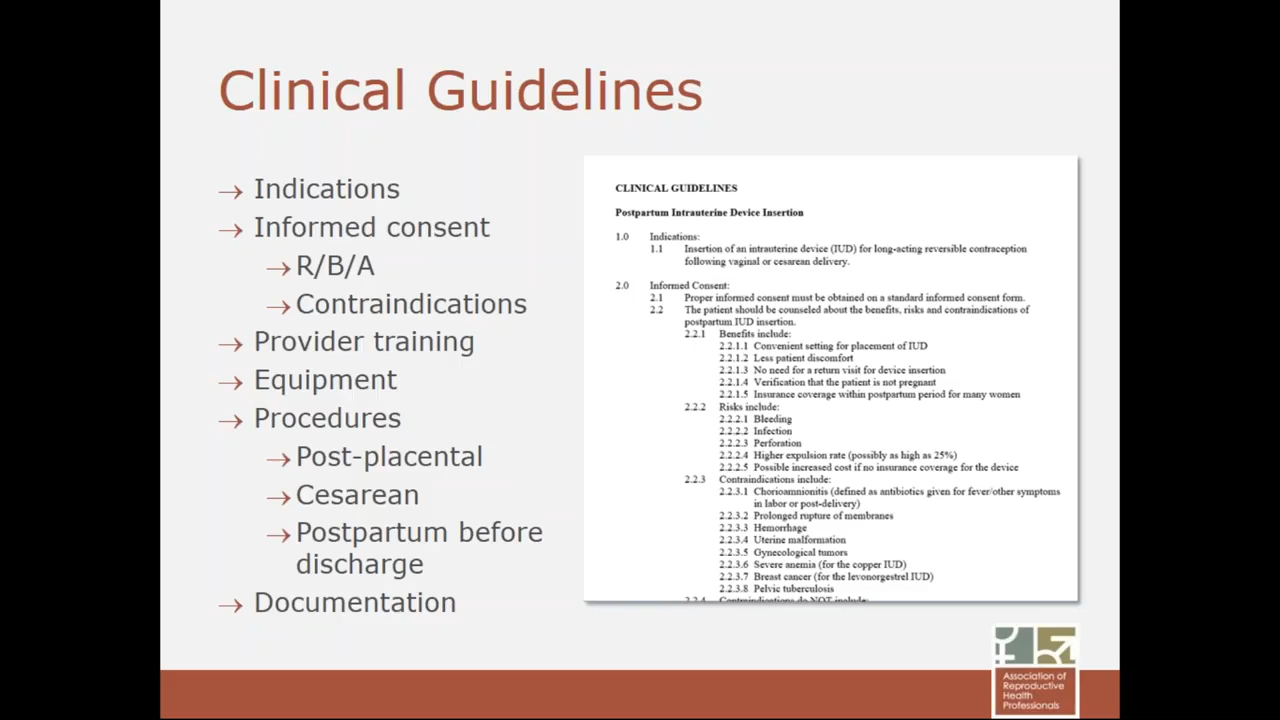 Clinical Guidelines
→ Indications
→ Informed consent
→ R/B/A
→ Contraindications
→ Provider training
→ Equipment
→ Procedures
→ Post-placental
→ Cesarean
→ Postpartum before
discharge
→ Documentation
CLINICAL GUIDELINES
Postpartum Intrauterine Device Insertion
1.0 Indications:
1.1 Insertion of an intrauterine device (IUD) for long-acting reversible contraception
following vaginal or cesarean delivery.
2.0 Informed Consent:
2.1 Proper informed consent must be obtained on a standard informed consent form.
2.2 The patient should be counseled about the benefits, risks and contraindications of
postpartum IUD insertion.
2.2.1 Benefits include:
2.2.1.1 Convenient setting for placement of IUD
2.2.1.2 Less patient discomfort
2.2.1.3 No need for a return visit for device insertion
2.2.1.4 Verification that the patient is not pregnant
2.2.1.5 Insurance coverage within postpartum period for many women
2.2.2 Risks include:
2.2.2.1 Bleeding
2.2.2.2 Infection
2.2.2.3 Perforation
2.2.2.4 Higher expulsion rate (possibly as high as 25%)
2.2.2.5 Possible increased cost if no insurance coverage for the device
2.2.3 Contraindications include:
2.2.3.1 Chorioamnionitis (defined as antibiotics given for fever/other symptoms
in labor or post-delivery)
2.2.3.2 Prolonged rupture of membranes
2.2.3.3 Hemorrhage
2.2.3.4 Uterine malformation
2.2.3.5 Gynecological tumors
2.2.3.6 Severe anemia (for the copper IUD)
2.2.3.7 Breast cancer (for the levonorgestrel IUD)
2.2.3.8 Pelvic tuberculosis
2.2.4 Contraindications do NOT include:
Association of
Reproductive
Health
Professionals